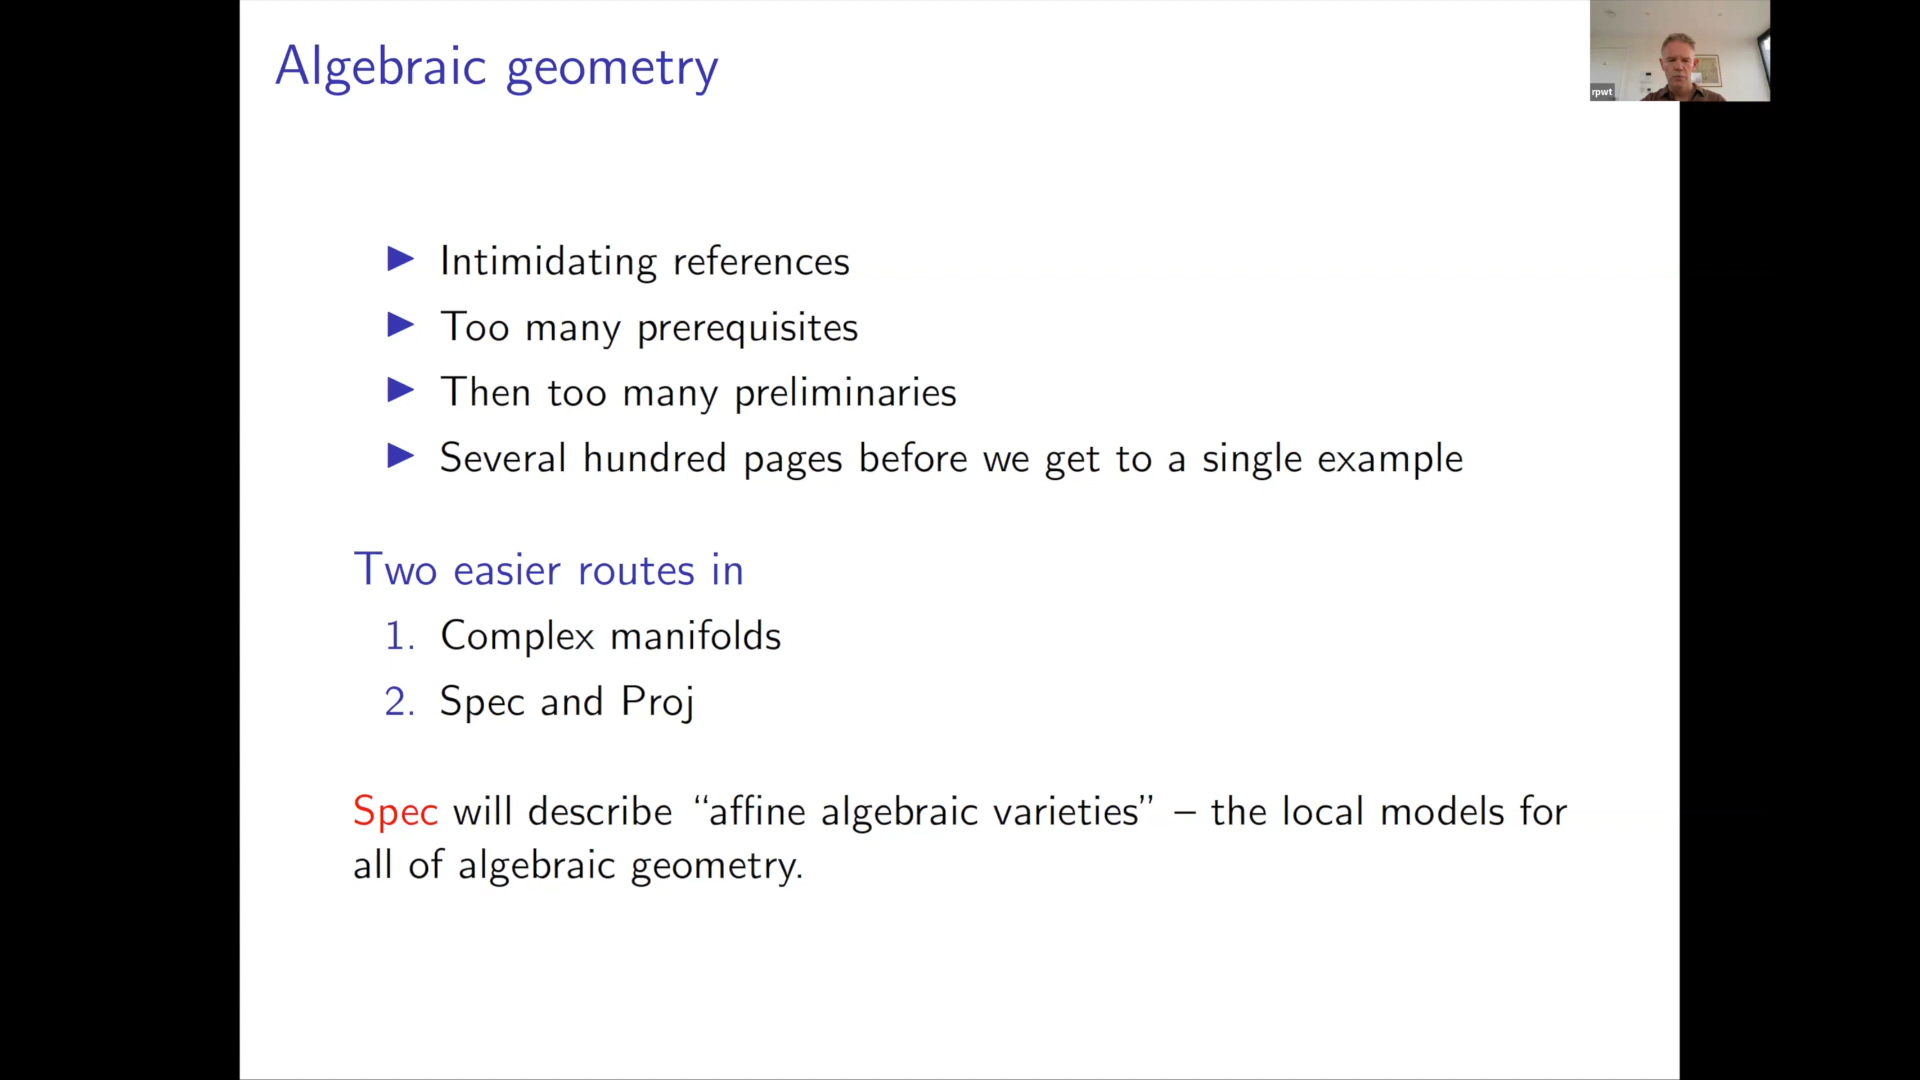 Algebraic geometry
rpwt
▶ Intimidating references
▶ Too many prerequisites
▶ Then too many preliminaries
▶ Several hundred pages before we get to a single example
Two easier routes in
1. Complex manifolds
2. Spec and Proj
Spec will describe “affine algebraic varieties” – the local models for
all of algebraic geometry.